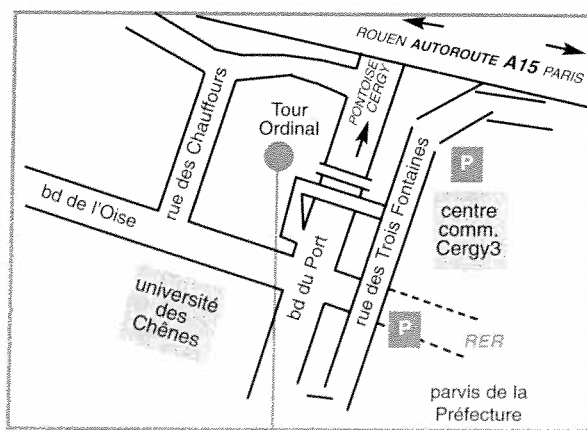 ROUEN AUTOROUTE A15 PARIS
PONTOISE
CERGY
Tour
Ordinal
rue des Chauffours
bd de l'Oise
P
rue des Trois Fontaines
centre
comm.
Cergy3
bd du Port
université
des
Chênes
P
RER
parvis de la
Préfecture